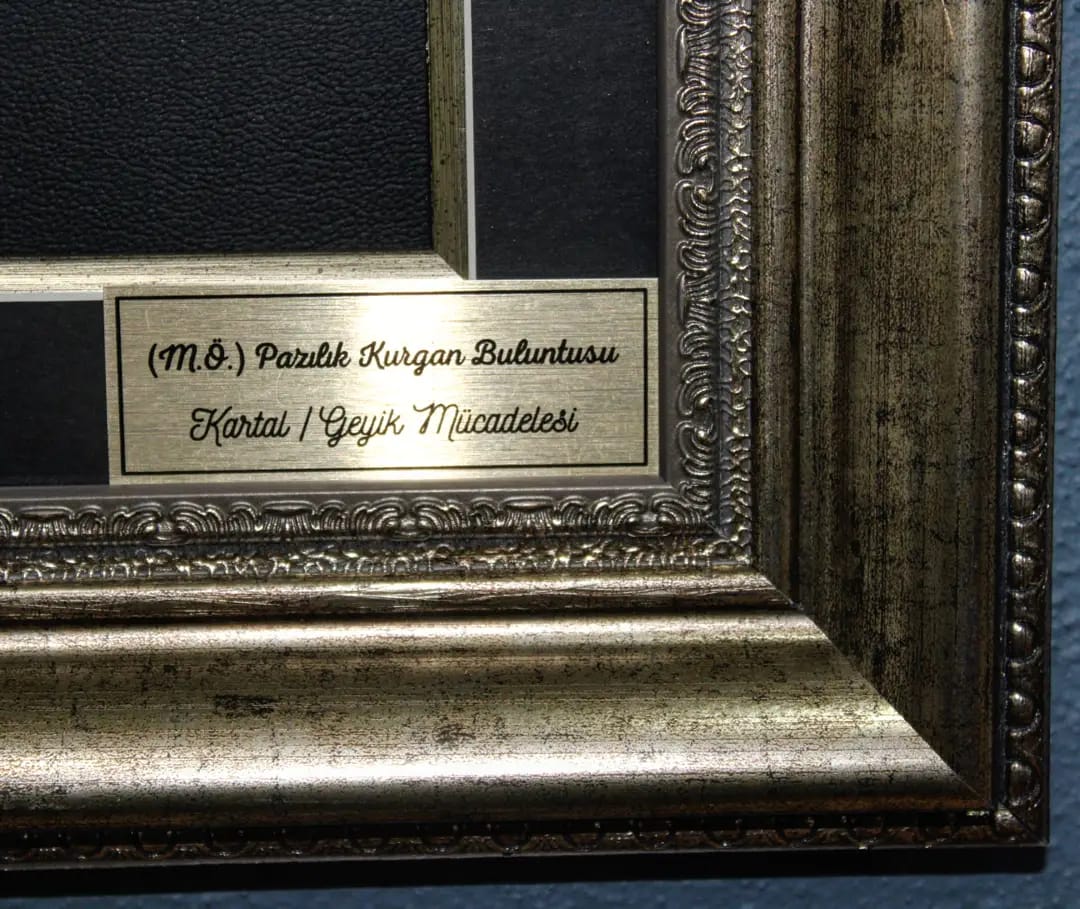 (M.Ö.) Pazılık Kurgan Buluntusu
Kartal / Geyik Mücadelesi